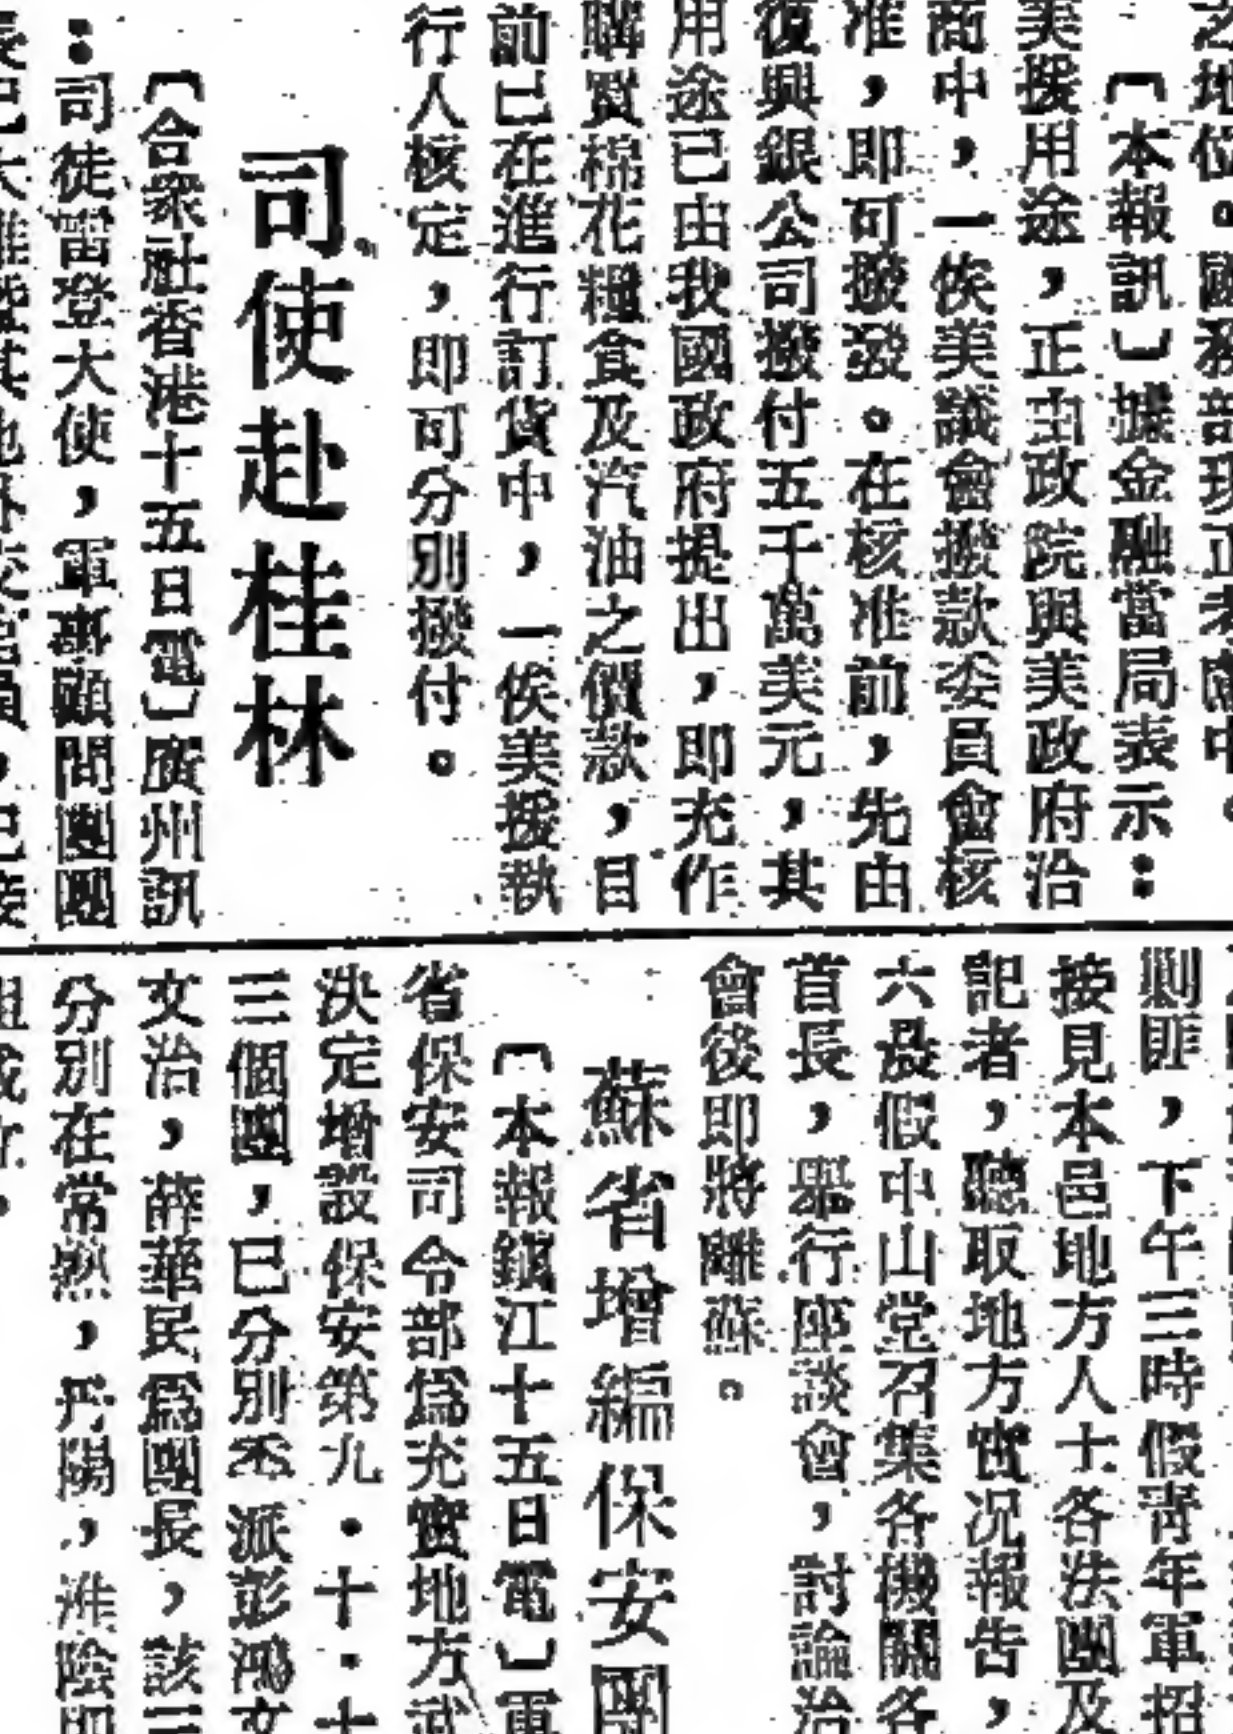 之地位。國務部現正考慮中。
〔本報訊〕據金融當局表示：
美援用途，正由政院與美政府洽
商中，一俟美議會撥款委員會核
准，即可撥發。在核准前，先由
復興銀公司撥付五千萬美元，其
用途已由我國政府提出，即充作
購買棉花糧食及汽油之價款，目
前已在進行訂貨中，一俟美援執
行人核定，即可分別撥付。
司使赴桂林
〔合衆社香港十五日電〕廣州訊
：司徒雷登大使，軍事顧問團團
剿匪，下午三時假青年軍招
接見本邑地方人士各法團及
記者，聽取地方實况報告，
六段假中山堂召集各機關各
首長，舉行座談會，討論治
會後即將離蘇。
蘇省增編保安團
〔本報鎮江十五日電〕軍
省保安司令部爲充實地方武
決定增設保安第九·十·十
三個團，已分別丞派彭鴻文
文治，薛華民爲團長，該三
分別在常熟，丹陽，淮陰
組成立。